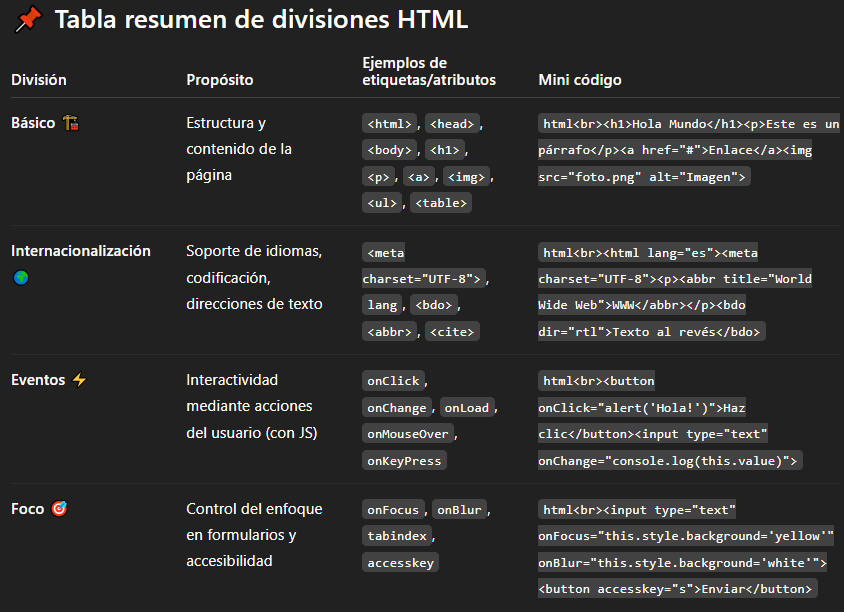 📌 Tabla resumen de divisiones HTML
División
Propósito
Ejemplos de
etiquetas/atributos
Mini código
Básico 🏗️
Estructura y
contenido de la
página
<html>, <head>,
<body>, <h1>,
<p>, <a>, <img>,
<ul>, <table>
html<br><h1>Hola Mundo</h1><p>Este es un
párrafo</p><a href="#">Enlace</a><img
src="foto.png" alt="Imagen">
Internacionalización
🌍
Soporte de idiomas,
codificación,
direcciones de texto
<meta
charset="UTF-8">,
lang, <bdo>,
<abbr>, <cite>
html<br><html lang="es"><meta
charset="UTF-8"><p><abbr title="World
Wide Web">WWW</abbr></p><bdo
dir="rtl">Texto al revés</bdo>
Eventos ⚡
Interactividad
mediante acciones
del usuario (con JS)
onClick,
onChange, onLoad,
onMouseOver,
onKeyPress
html<br><button
onClick="alert('Hola!')">Haz
clic</button><input type="text"
onChange="console.log(this.value)">
Foco 🎯
Control del enfoque
en formularios y
accesibilidad
onFocus, onBlur,
tabindex,
accesskey
html<br><input type="text"
onFocus="this.style.background='yellow'"
onBlur="this.style.background='white'">
<button accesskey="s">Enviar</button>